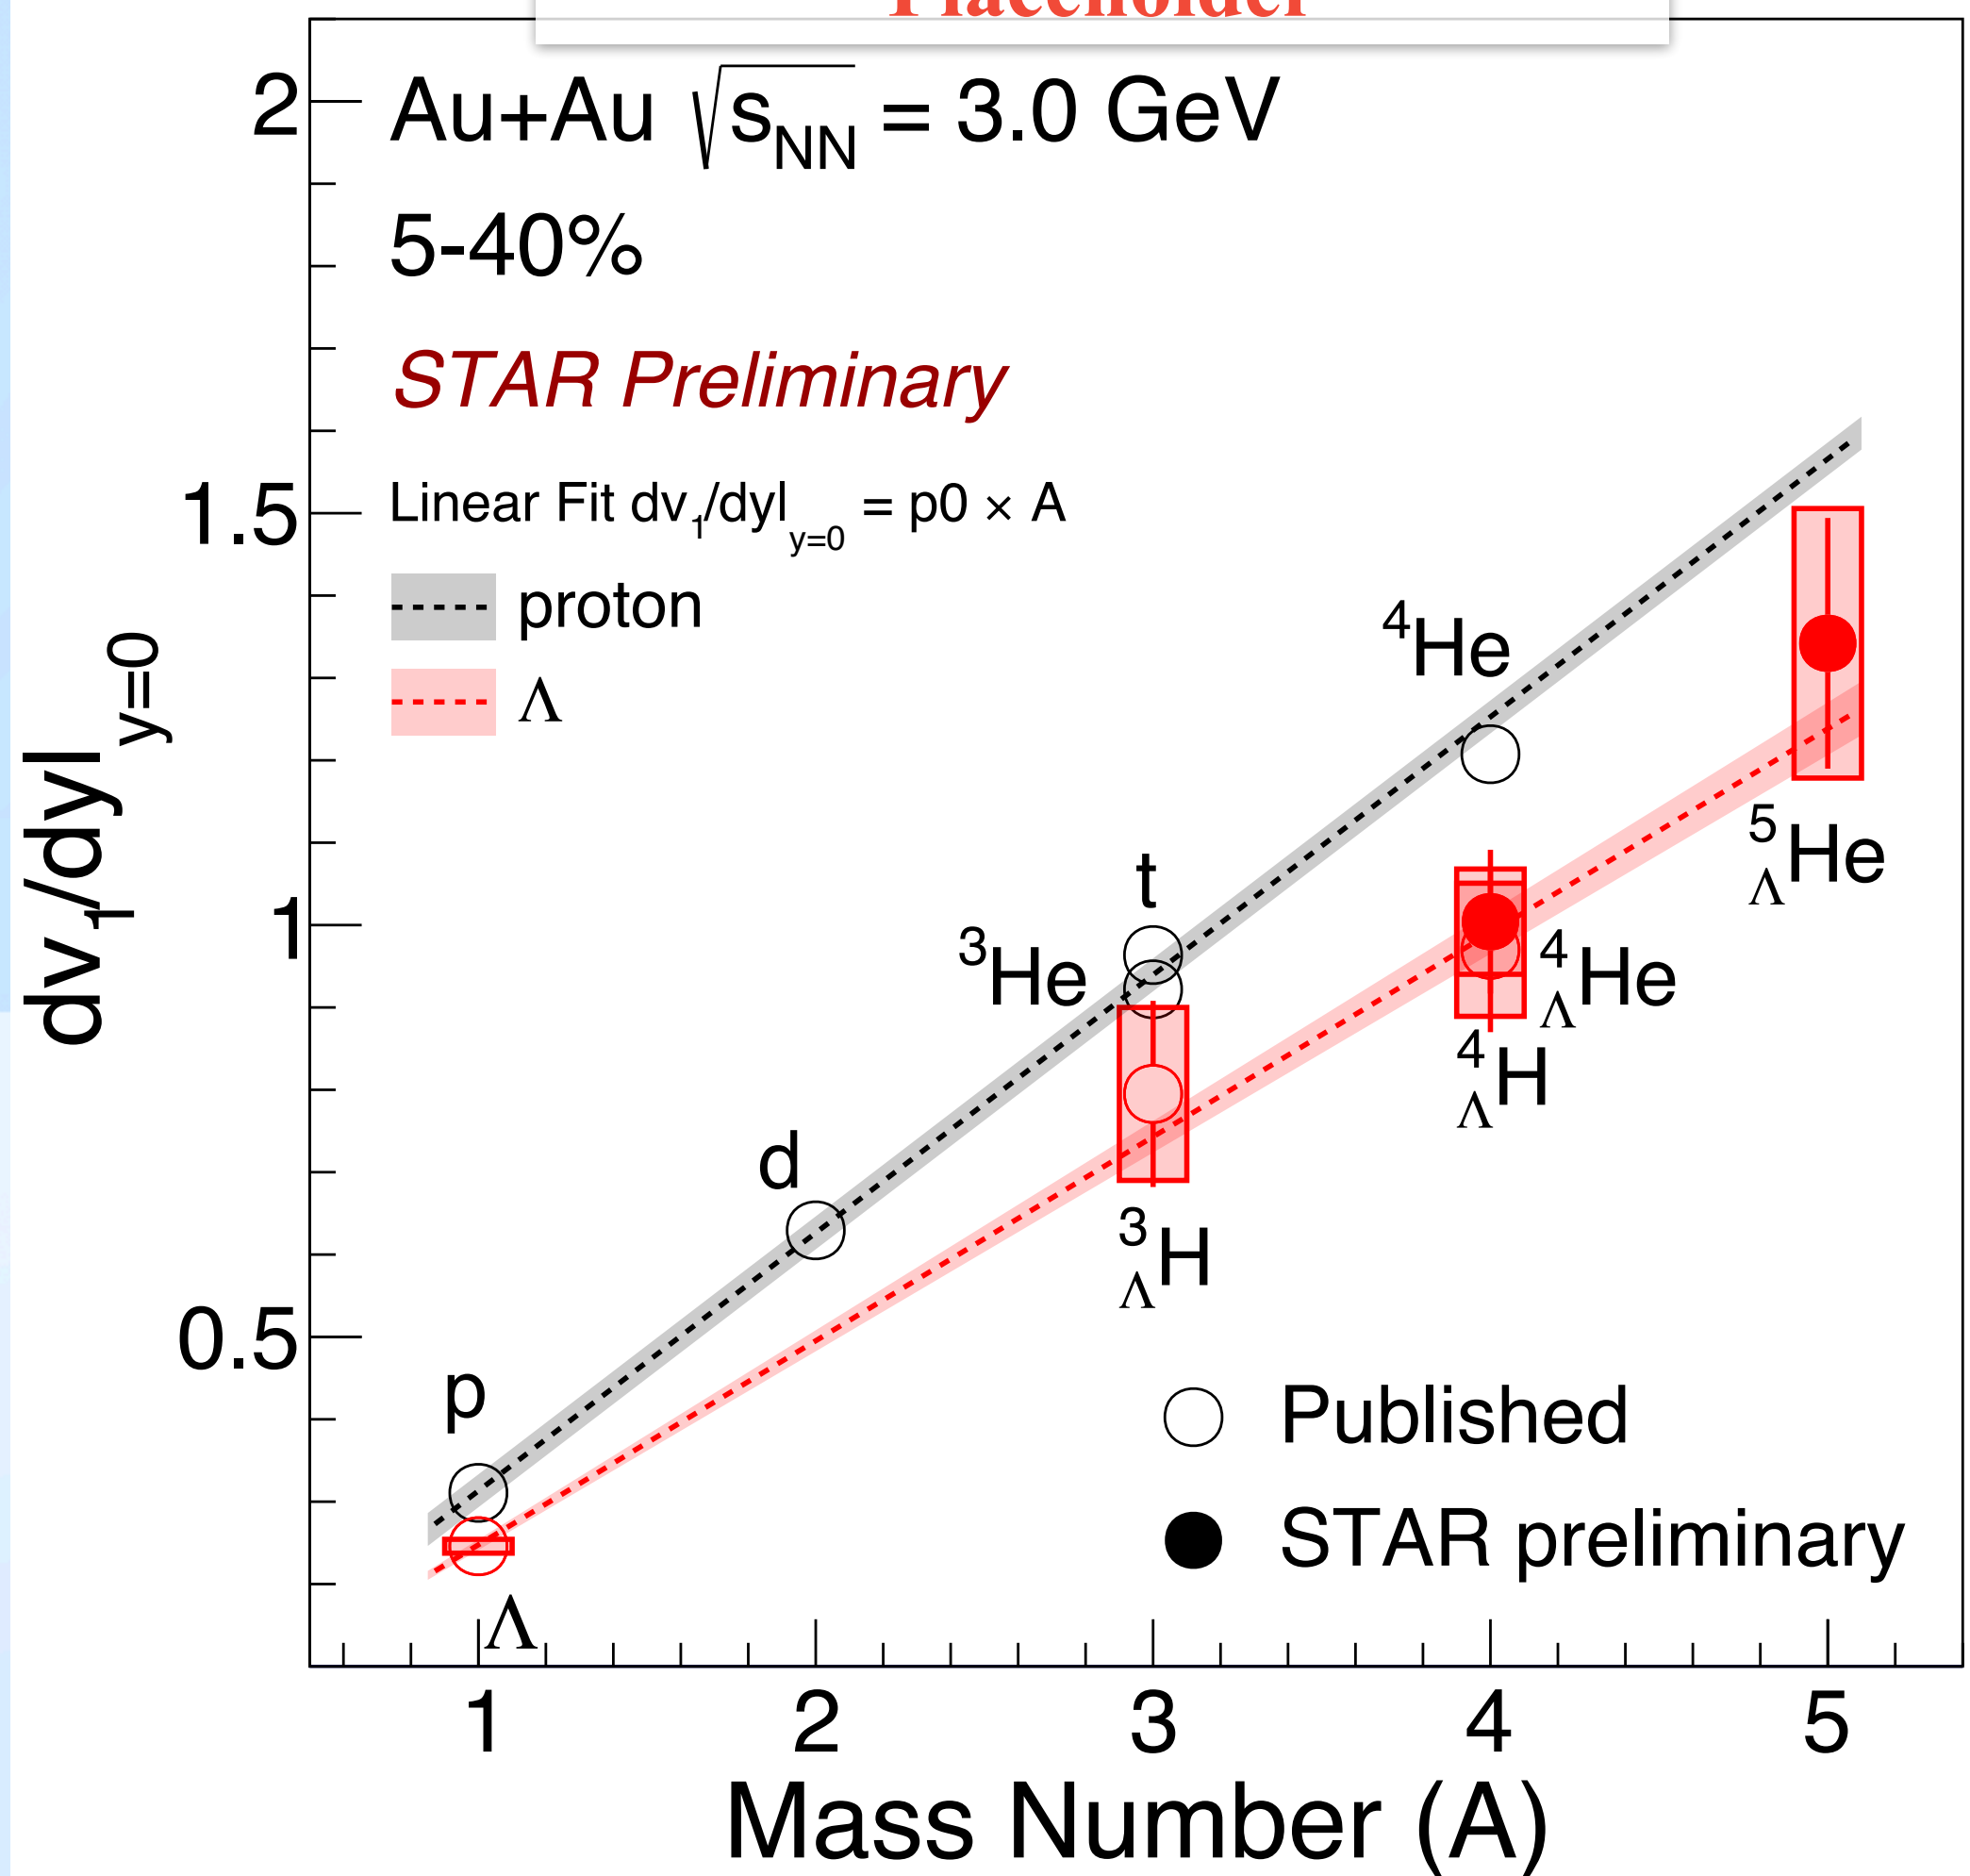 Placeholder
2
Au+Au √sNN = 3.0 GeV
5-40%
STAR Preliminary
1.5
Linear Fit dv1/dy|y=0 = p0 × A
proton
Λ
4He
dv1/dy|y=0
5ΛHe
t
1
3He
4ΛHe
4ΛH
d
3ΛH
0.5
p
Published
STAR preliminary
Λ
1 2 3 4 5
Mass Number (A)